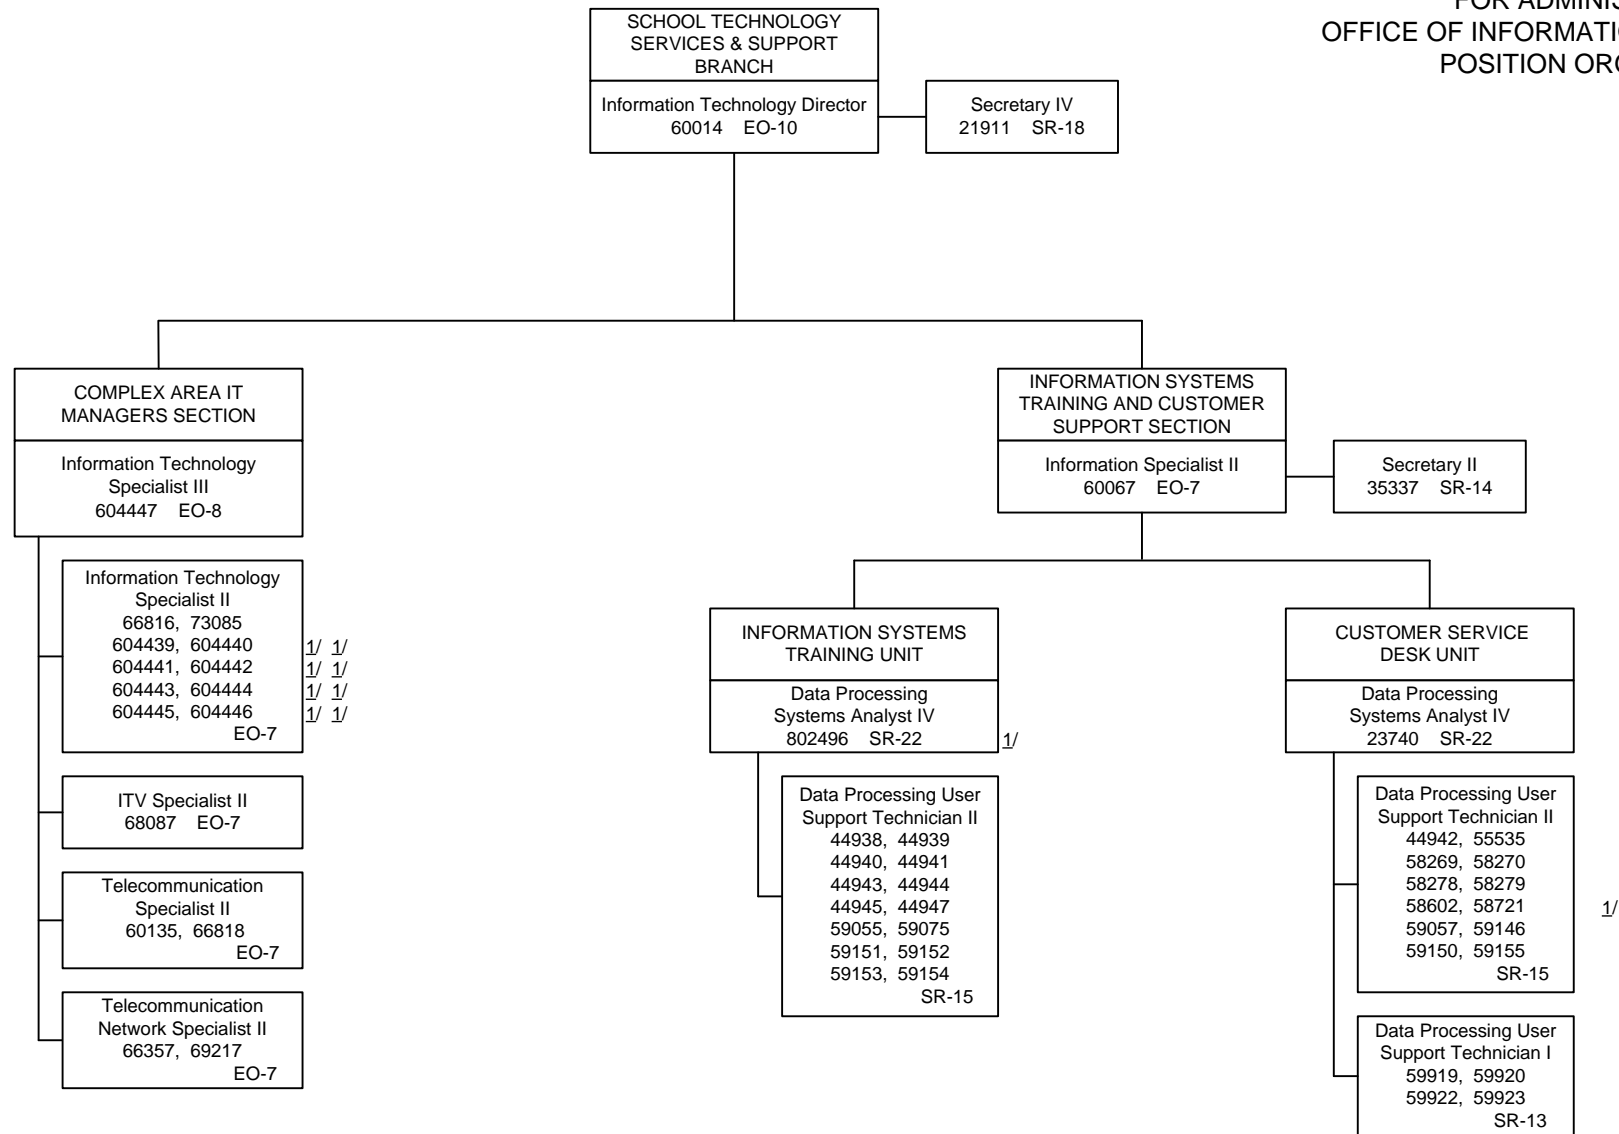 FOR ADMINIS
OFFICE OF INFORMATI
POSITION ORG
SCHOOL TECHNOLOGY
SERVICES & SUPPORT
BRANCH
Information Technology Director
60014 EO-10
Secretary IV
21911 SR-18
COMPLEX AREA IT
MANAGERS SECTION
Information Technology
Specialist III
604447 EO-8
Information Technology
Specialist II
66816, 73085
604439, 604440 1/ 1/
604441, 604442 1/ 1/
604443, 604444 1/ 1/
604445, 604446 1/ 1/
EO-7
ITV Specialist II
68087 EO-7
Telecommunication
Specialist II
60135, 66818
EO-7
Telecommunication
Network Specialist II
66357, 69217
EO-7
INFORMATION SYSTEMS
TRAINING AND CUSTOMER
SUPPORT SECTION
Information Specialist II
60067 EO-7
Secretary II
35337 SR-14
INFORMATION SYSTEMS
TRAINING UNIT
Data Processing
Systems Analyst IV
802496 SR-22 1/
Data Processing User
Support Technician II
44938, 44939
44940, 44941
44943, 44944
44945, 44947
59055, 59075
59151, 59152
59153, 59154
SR-15
CUSTOMER SERVICE
DESK UNIT
Data Processing
Systems Analyst IV
23740 SR-22
Data Processing User
Support Technician II
44942, 55535
58269, 58270
58278, 58279
58602, 58721 1/
59057, 59146
59150, 59155
SR-15
Data Processing User
Support Technician I
59919, 59920
59922, 59923
SR-13